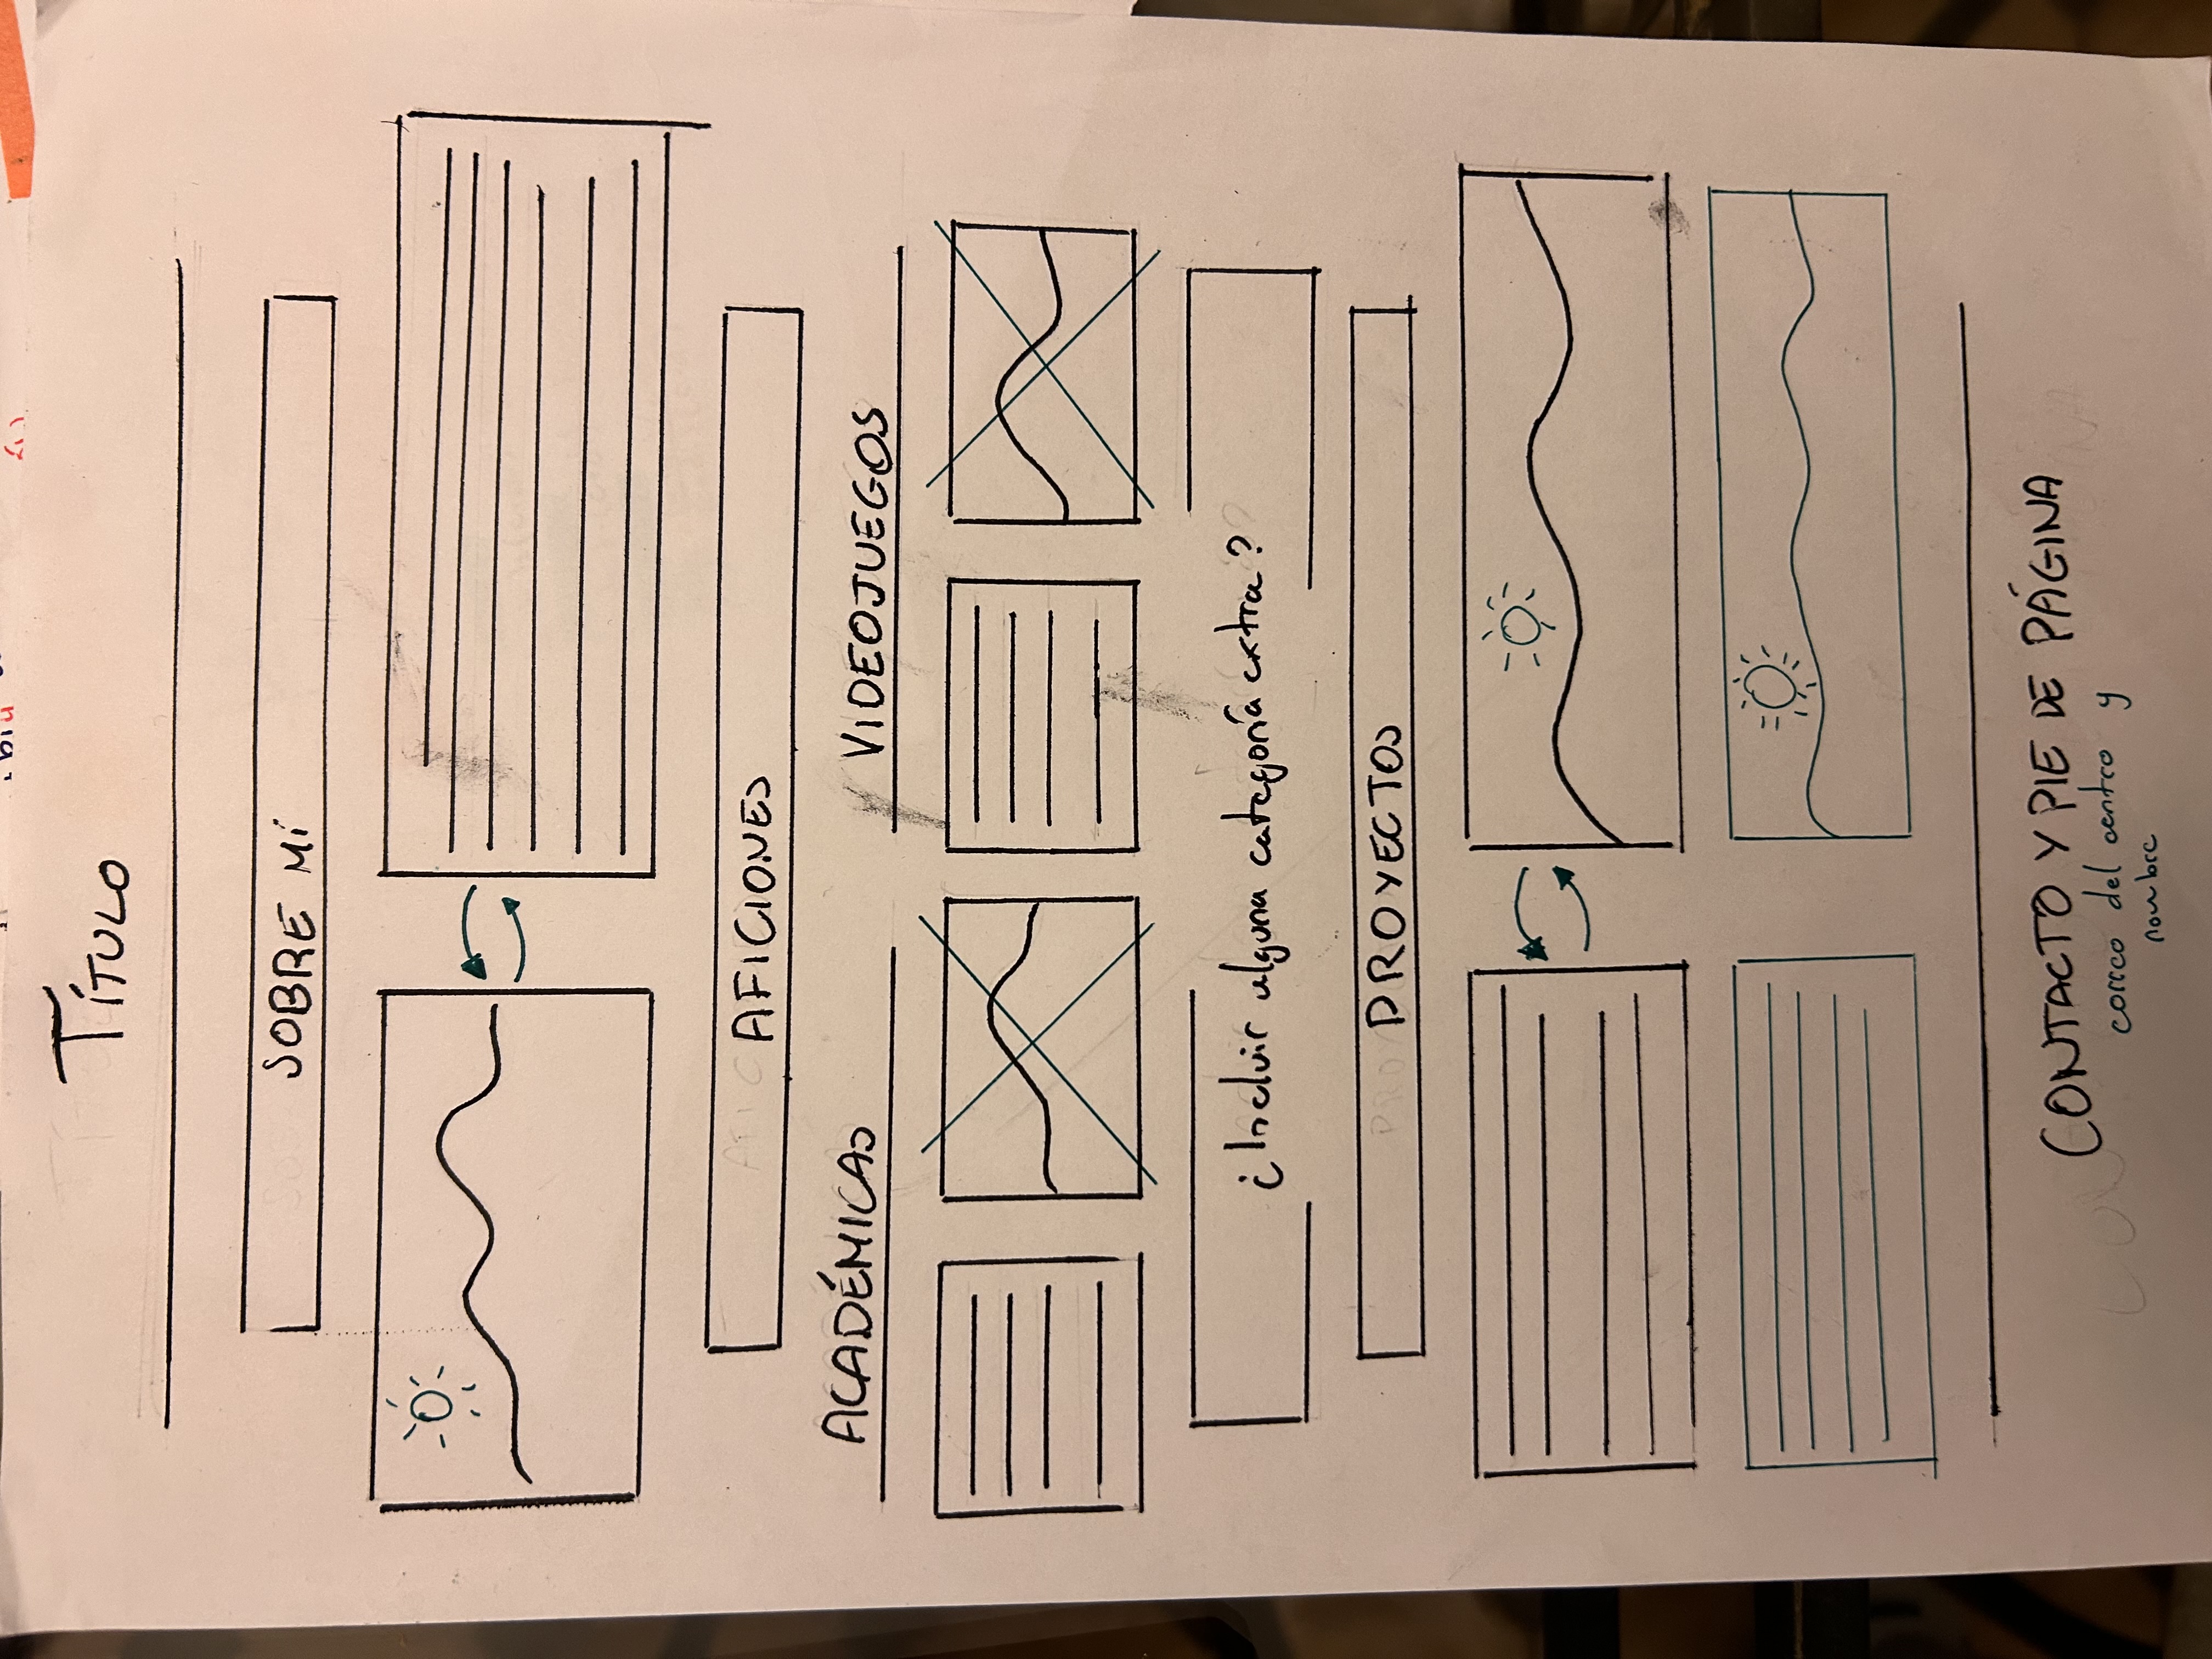 TÍTULO
SOBRE Mí
AFICIONES
ACADÉMICAS
VIDEOJUEGOS
¿Incluir alguna categoría extra?
PROYECTOS
CONTACTO Y PIE DE PÁGINA
correo del centro y
nombre